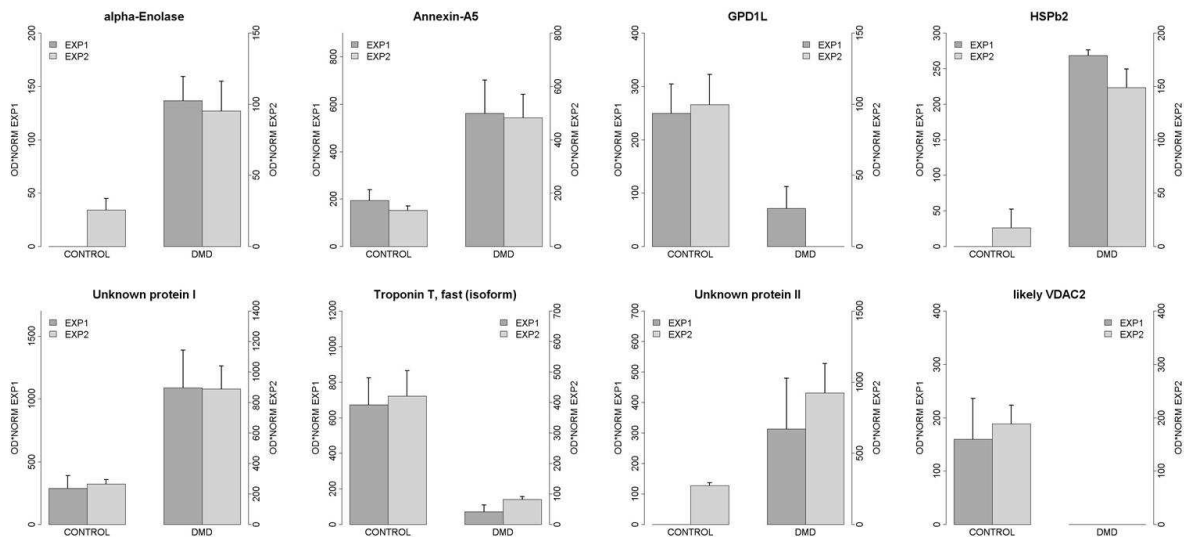 alpha-Enolase
OD*NORM EXP1
0 50 100 150 200
EXP1
EXP2
CONTROL DMD
0 50 100 150
OD*NORM EXP2
Annexin-A5
OD*NORM EXP1
0 200 400 600 800
EXP1
EXP2
CONTROL DMD
0 200 400 600 800
OD*NORM EXP2
GPD1L
OD*NORM EXP1
0 100 200 300 400
EXP1
EXP2
CONTROL DMD
0 50 100 150
OD*NORM EXP2
HSPb2
OD*NORM EXP1
0 50 100 150 200 250 300
EXP1
EXP2
CONTROL DMD
0 50 100 150 200
OD*NORM EXP2
Unknown protein I
OD*NORM EXP1
0 500 1000 1500
EXP1
EXP2
CONTROL DMD
0 200 400 600 800 1000 1200 1400
OD*NORM EXP2
Troponin T, fast (isoform)
OD*NORM EXP1
0 200 400 600 800 1000 1200
EXP1
EXP2
CONTROL DMD
0 100 200 300 400 500 600 700
OD*NORM EXP2
Unknown protein II
OD*NORM EXP1
0 100 200 300 400 500 600 700
EXP1
EXP2
CONTROL DMD
0 500 1000 1500
OD*NORM EXP2
likely VDAC2
OD*NORM EXP1
0 100 200 300 400
EXP1
EXP2
CONTROL DMD
0 100 200 300 400
OD*NORM EXP2